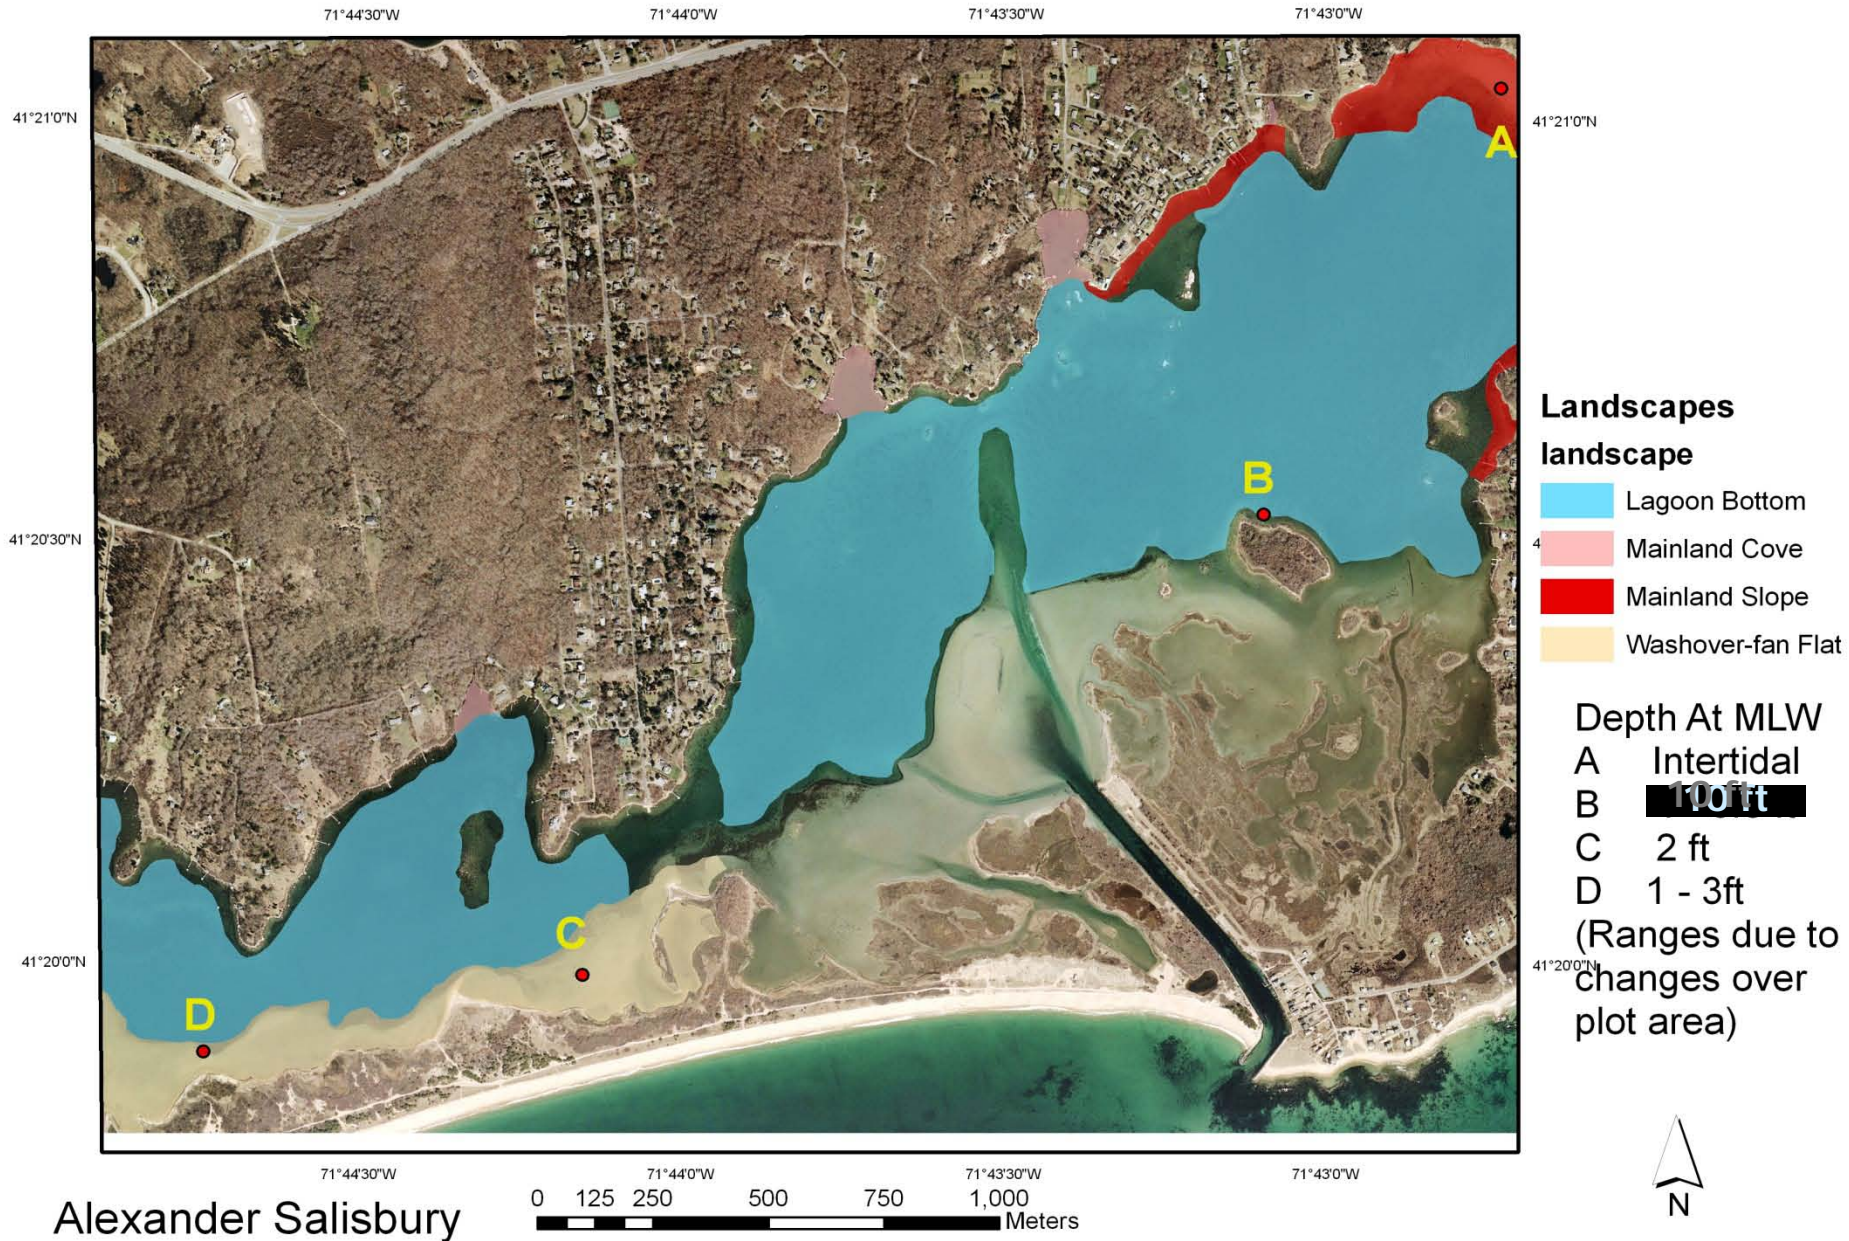 71°44'30"W 71°44'0"W 71°43'30"W 71°43'0"W
41°21'0"N 41°21'0"N
A
B
41°20'30"N 4
C
D
41°20'0"N 41°20'0"N
71°44'30"W 71°44'0"W 71°43'30"W 71°43'0"W
Landscapes
landscape
Lagoon Bottom
Mainland Cove
Mainland Slope
Washover-fan Flat
Depth At MLW
A Intertidal
B 10 ft
C 2 ft
D 1 - 3ft
(Ranges due to
changes over
plot area)
N
Alexander Salisbury
0 125 250 500 750 1,000
Meters